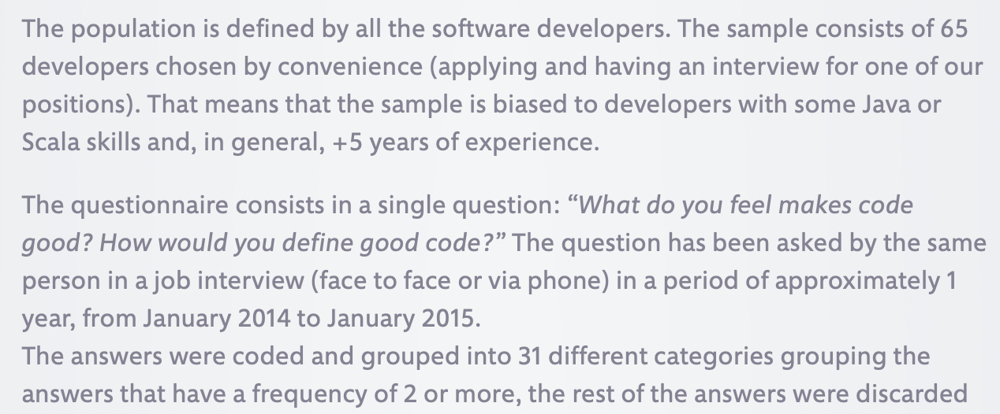 The population is defined by all the software developers. The sample consists of 65
developers chosen by convenience (applying and having an interview for one of our
positions). That means that the sample is biased to developers with some Java or
Scala skills and, in general, +5 years of experience.
The questionnaire consists in a single question: “What do you feel makes code
good? How would you define good code?” The question has been asked by the same
person in a job interview (face to face or via phone) in a period of approximately 1
year, from January 2014 to January 2015.
The answers were coded and grouped into 31 different categories grouping the
answers that have a frequency of 2 or more, the rest of the answers were discarded